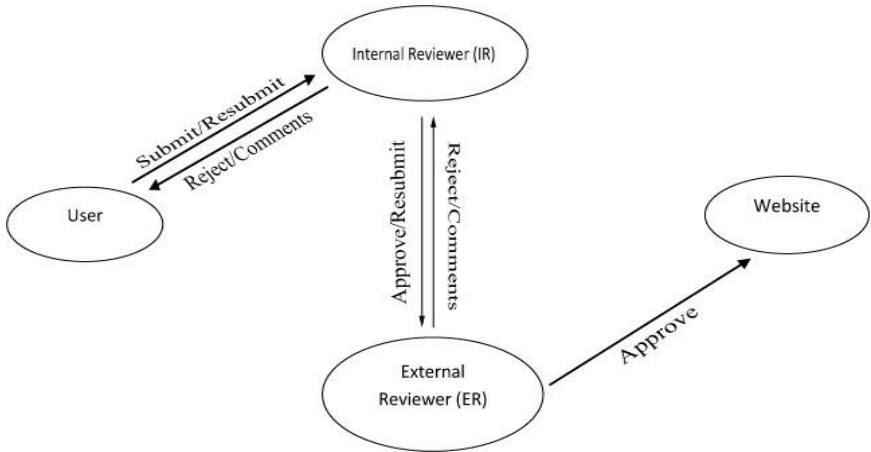 Internal Reviewer (IR)
Submit/Resubmit
Reject/Comments
User
Approve/Resubmit
Reject/Comments
Website
Approve
External
Reviewer (ER)